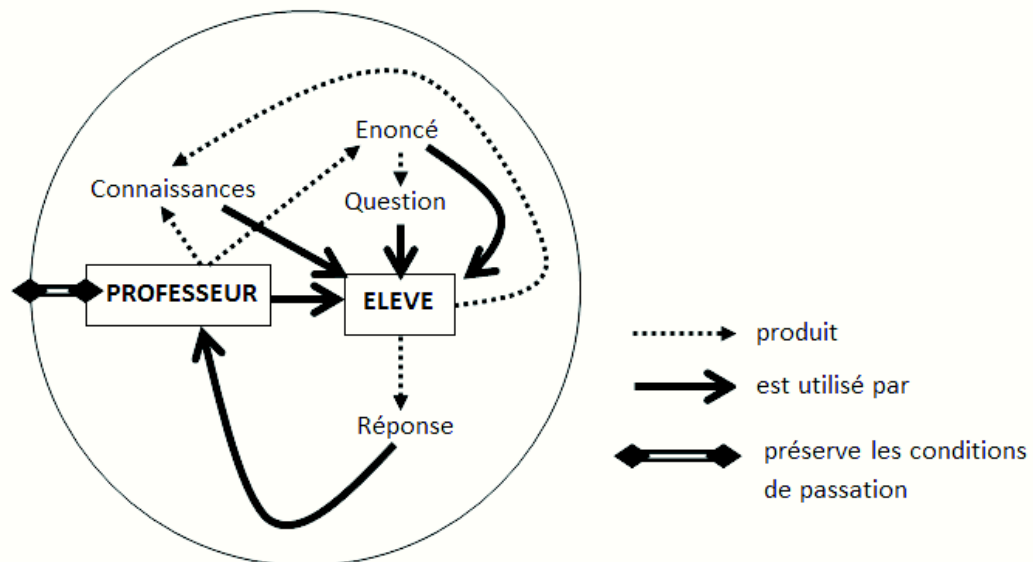 Enoncé
Connaissances
Question
PROFESSEUR
ELEVE
Réponse
produit
est utilisé par
préserve les conditions
de passation